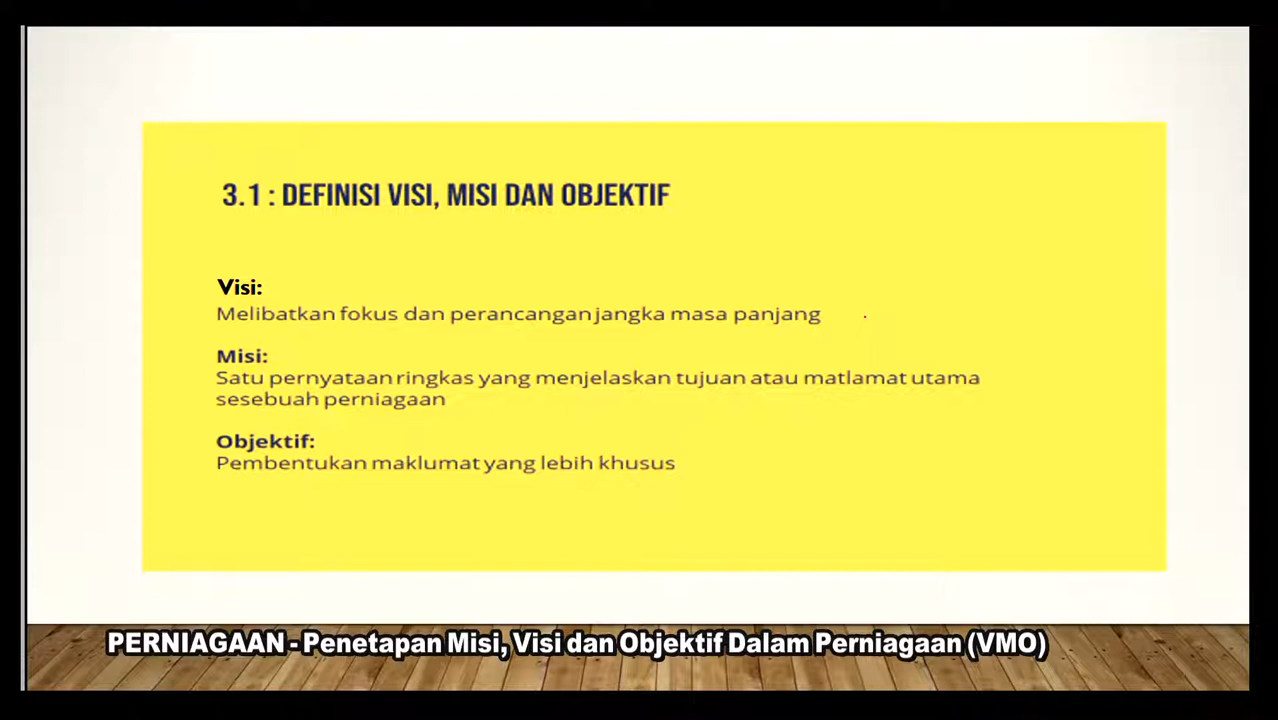 3.1 : DEFINISI VISI, MISI DAN OBJEKTIF
Visi:
Melibatkan fokus dan perancangan jangka masa panjang
Misi:
Satu pernyataan ringkas yang menjelaskan tujuan atau matlamat utama
sesebuah perniagaan
Objektif:
Pembentukan maklumat yang lebih khusus
PERNIAGAAN - Penetapan Misi, Visi dan Objektif Dalam Perniagaan (VMO)